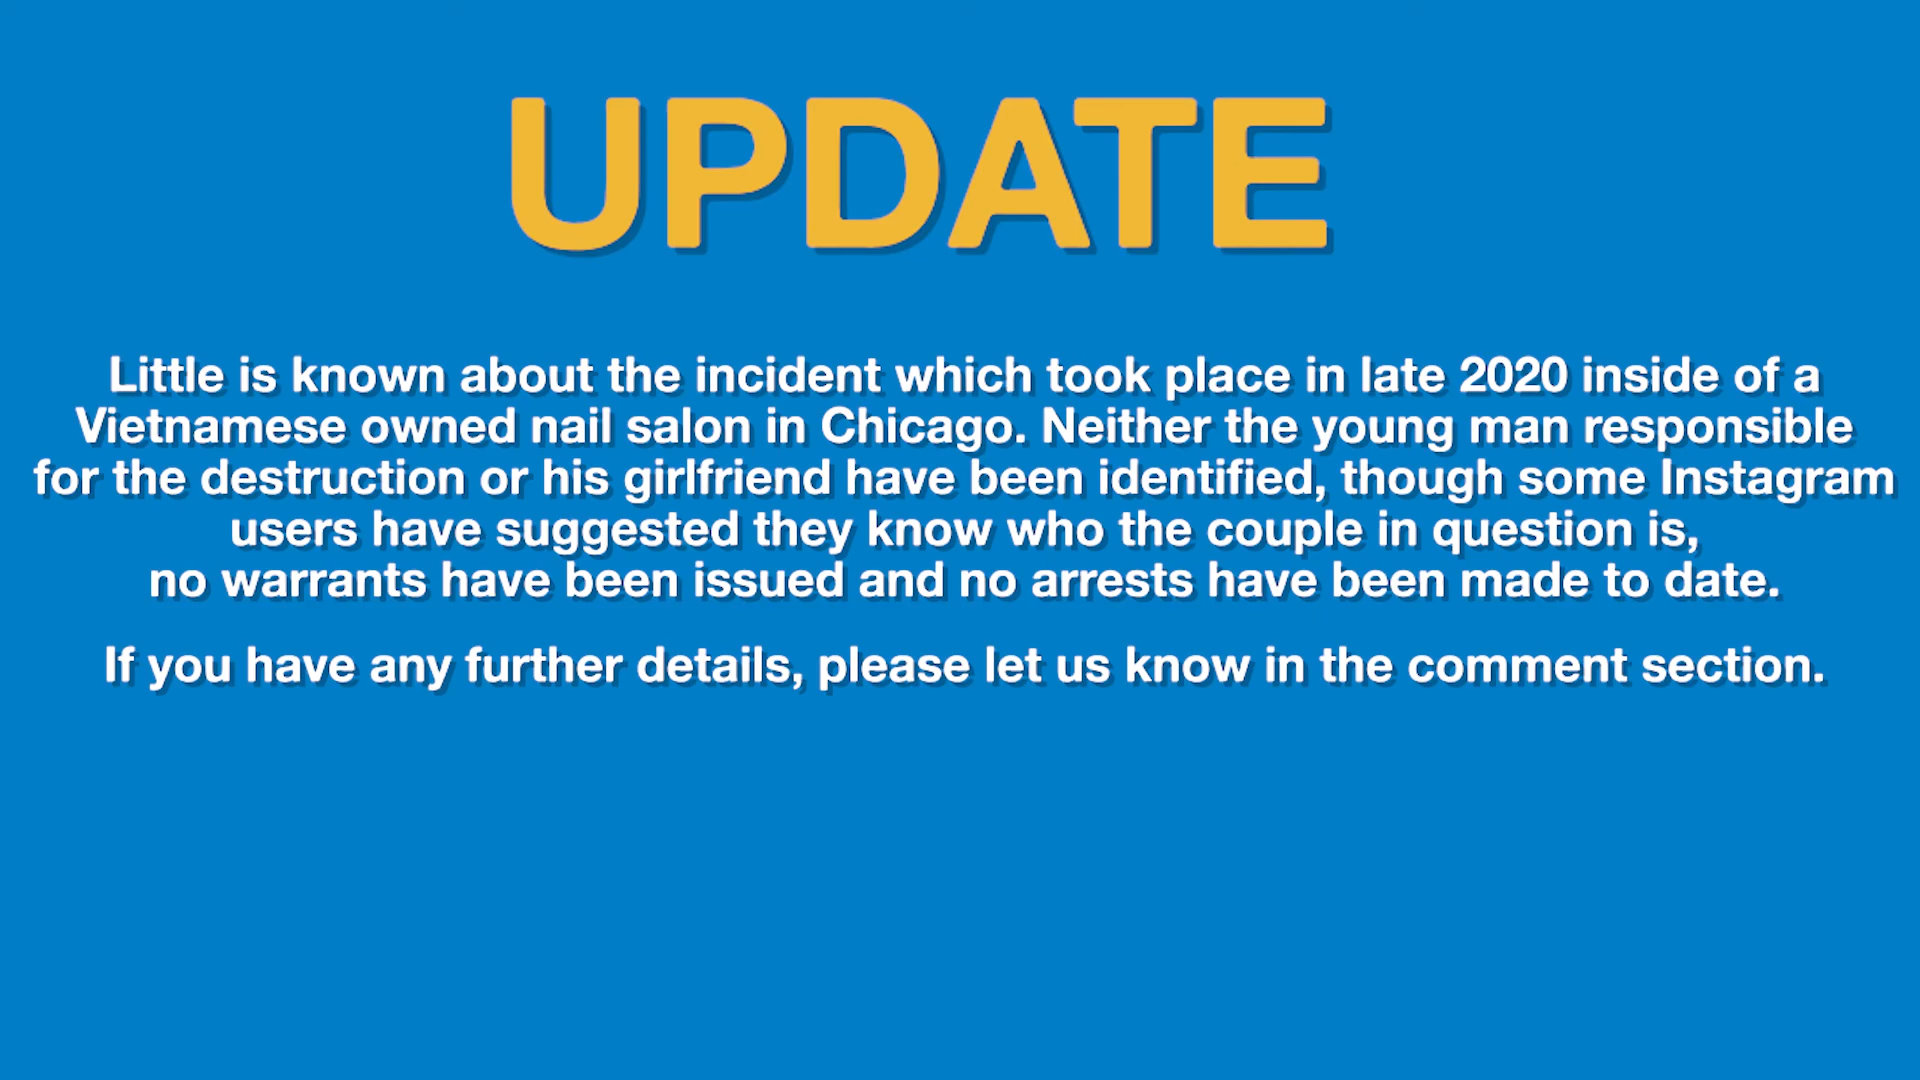 UPDATE
Little is known about the incident which took place in late 2020 inside of a
Vietnamese owned nail salon in Chicago. Neither the young man responsible
for the destruction or his girlfriend have been identified, though some Instagram
users have suggested they know who the couple in question is,
no warrants have been issued and no arrests have been made to date.
If you have any further details, please let us know in the comment section.